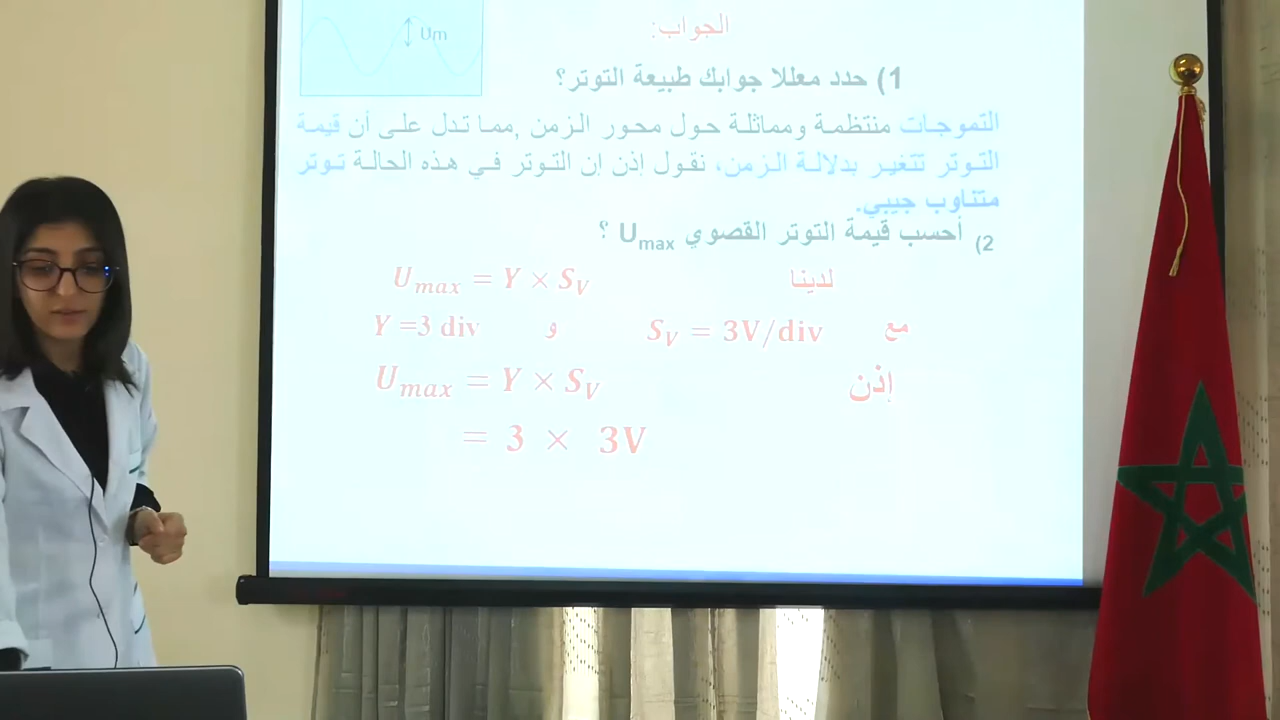 Um
الجواب:
1) حدد معللا جوابك طبيعة التوتر؟
التموجات منتظمة ومماثلة حول محور الزمن ,مما تدل على أن قيمة
التوتر تتغير بدلالة الزمن، نقول إذن إن التوتر في هذه الحالة توتر
متناوب جيبي.
2) أحسب قيمة التوتر القصوي Umax ؟
لدينا Umax = Y × SV
مع SV = 3V/div و Y =3 div
إذن Umax = Y × SV
= 3 × 3V